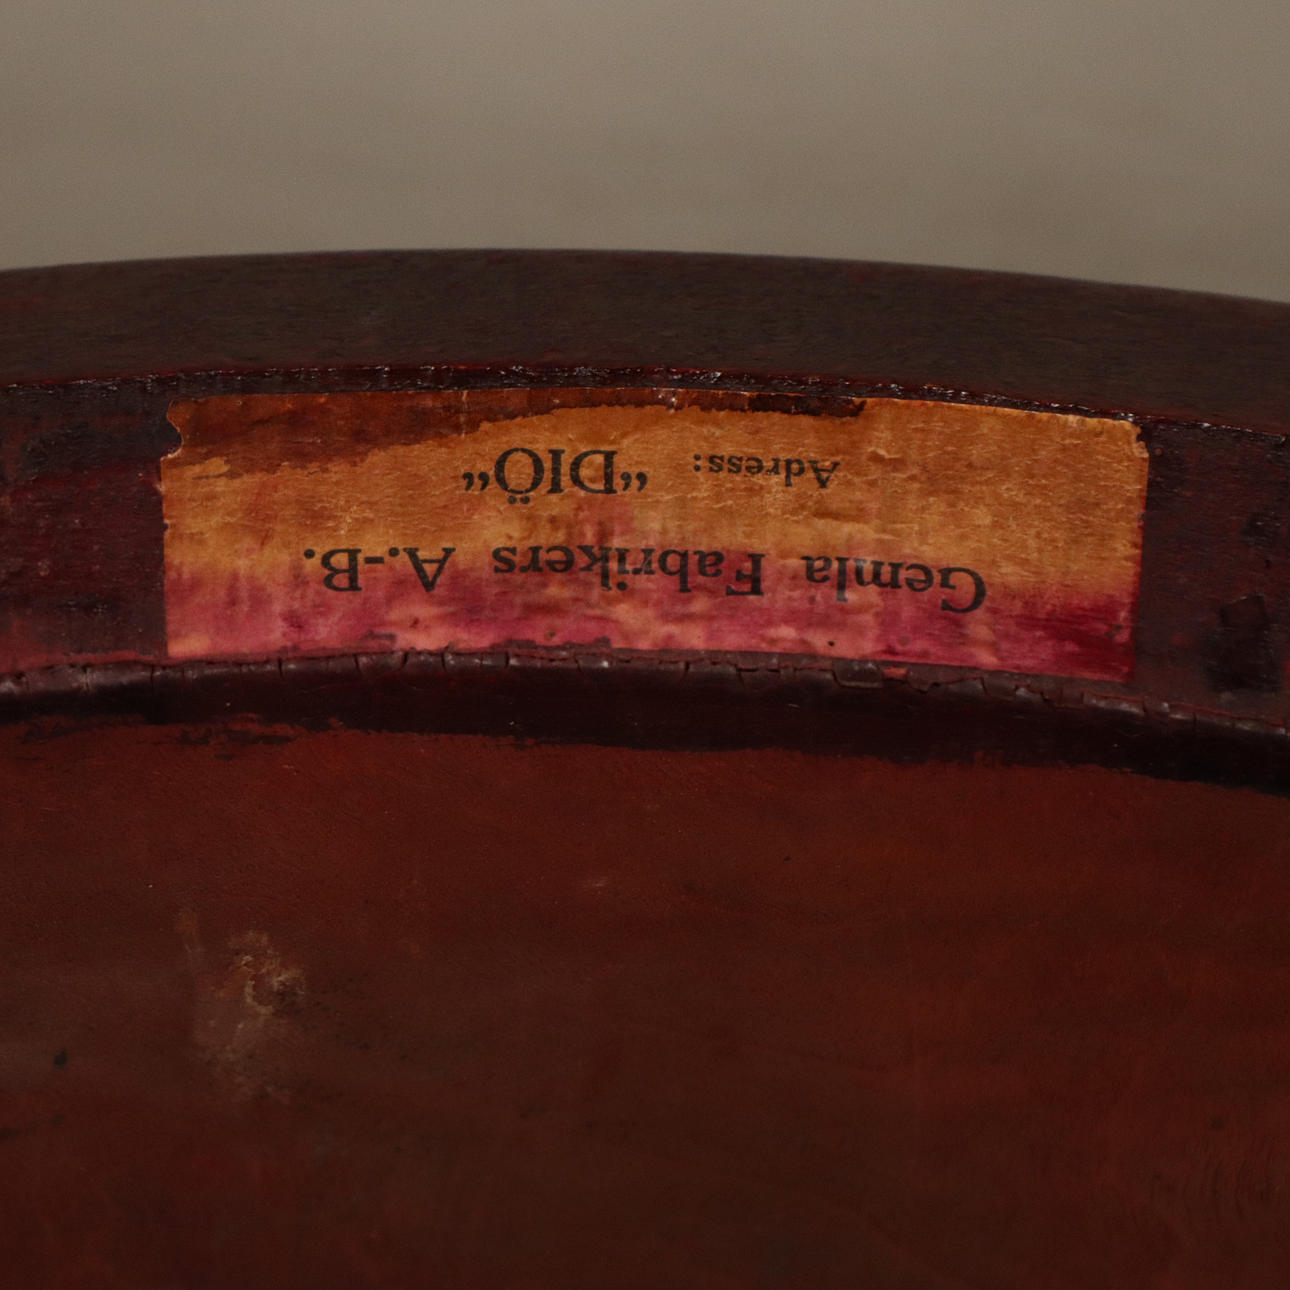 Gemla Fabrikers A.-B.
Adress: “DIÖ“